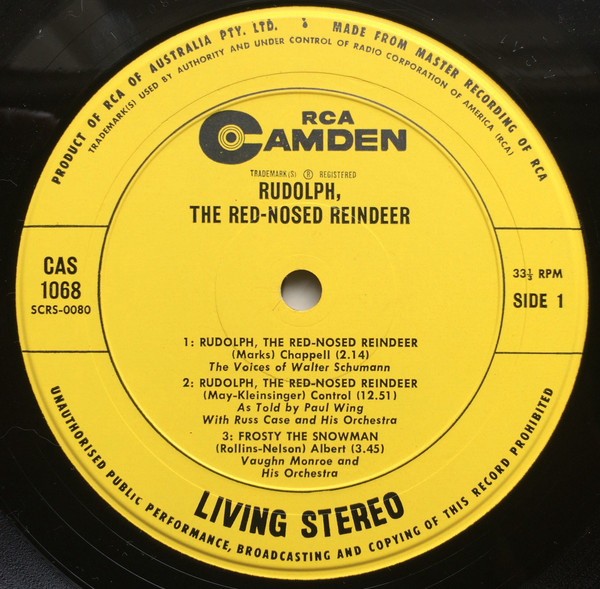 PRODUCT OF RCA OF AUSTRALIA PTY. LTD. MADE FROM MASTER RECORDING OF RCA
TRADEMARK(S) USED BY AUTHORITY AND UNDER CONTROL OF RADIO CORPORATION OF AMERICA (RCA)
RCA
CAMDEN
TRADEMARK(S) ® REGISTERED
RUDOLPH,
THE RED-NOSED REINDEER
CAS
1068
SCRS-0080
33⅓ RPM
SIDE 1
1: RUDOLPH, THE RED-NOSED REINDEER
(Marks) Chappell (2.14)
The Voices of Walter Schumann
2: RUDOLPH, THE RED-NOSED REINDEER
(May-Kleinsinger) Control (12.51)
As Told by Paul Wing
With Russ Case and His Orchestra
3: FROSTY THE SNOWMAN
(Rollins-Nelson) Albert (3.45)
Vaughn Monroe and
His Orchestra
LIVING STEREO
UNAUTHORISED PUBLIC PERFORMANCE, BROADCASTING AND COPYING OF THIS RECORD PROHIBITED